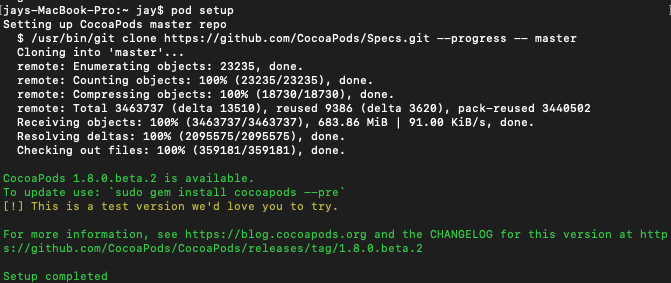 [jays-MacBook-Pro:~ jay$ pod setup
Setting up CocoaPods master repo
  $ /usr/bin/git clone https://github.com/CocoaPods/Specs.git --progress -- master
  Cloning into 'master'...
  remote: Enumerating objects: 23235, done.
  remote: Counting objects: 100% (23235/23235), done.
  remote: Compressing objects: 100% (18730/18730), done.
  remote: Total 3463737 (delta 13510), reused 9386 (delta 3620), pack-reused 3440502
  Receiving objects: 100% (3463737/3463737), 683.86 MiB | 91.00 KiB/s, done.
  Resolving deltas: 100% (2095575/2095575), done.
  Checking out files: 100% (359181/359181), done.

CocoaPods 1.8.0.beta.2 is available.
To update use: `sudo gem install cocoapods --pre`
[!] This is a test version we'd love you to try.

For more information, see https://blog.cocoapods.org and the CHANGELOG for this version at http
s://github.com/CocoaPods/CocoaPods/releases/tag/1.8.0.beta.2

Setup completed